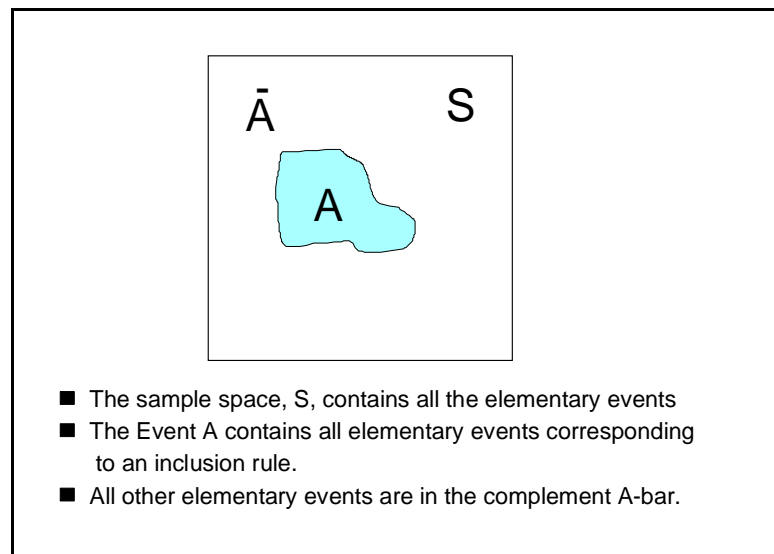 Ā S
A
■ The sample space, S, contains all the elementary events
■ The Event A contains all elementary events corresponding
to an inclusion rule.
■ All other elementary events are in the complement A-bar.